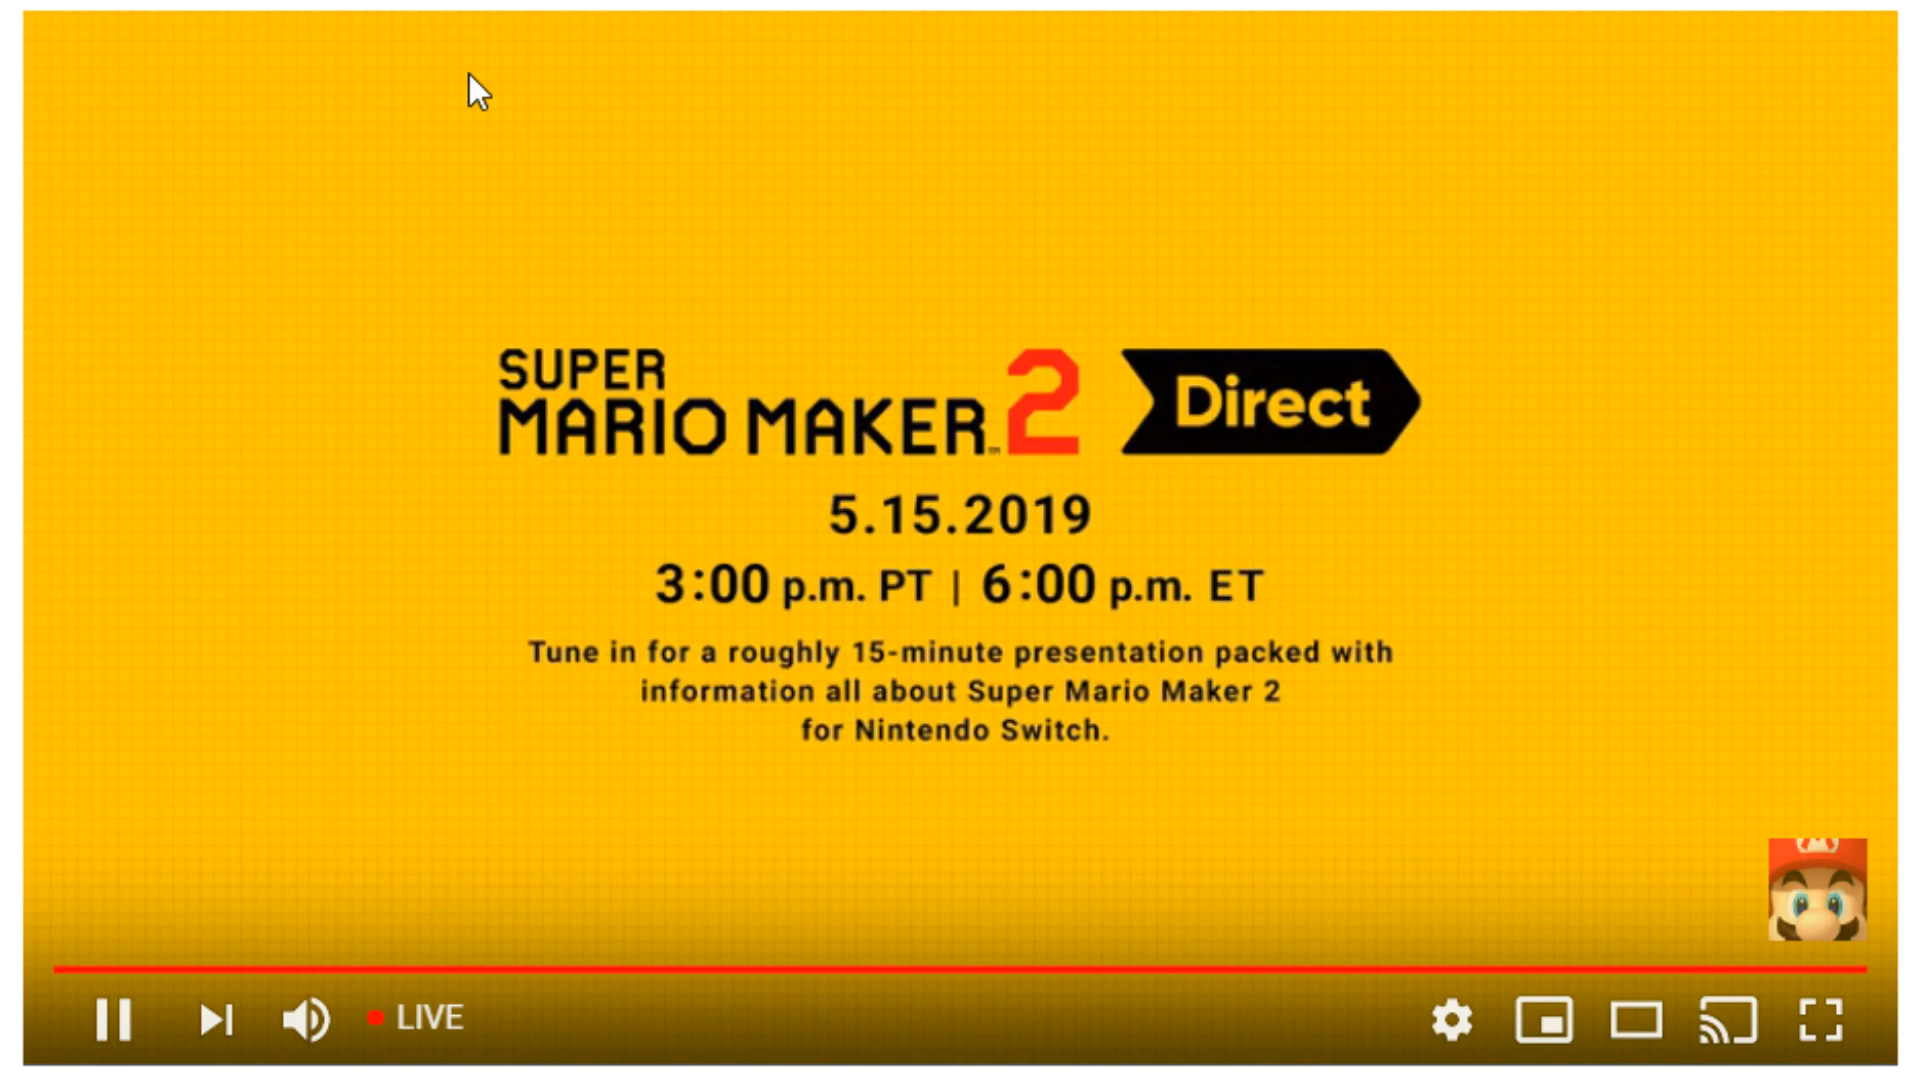 SUPER
MARIO MAKER™ 2 Direct
5.15.2019
3:00 p.m. PT | 6:00 p.m. ET
Tune in for a roughly 15-minute presentation packed with
information all about Super Mario Maker 2
for Nintendo Switch.
M
LIVE